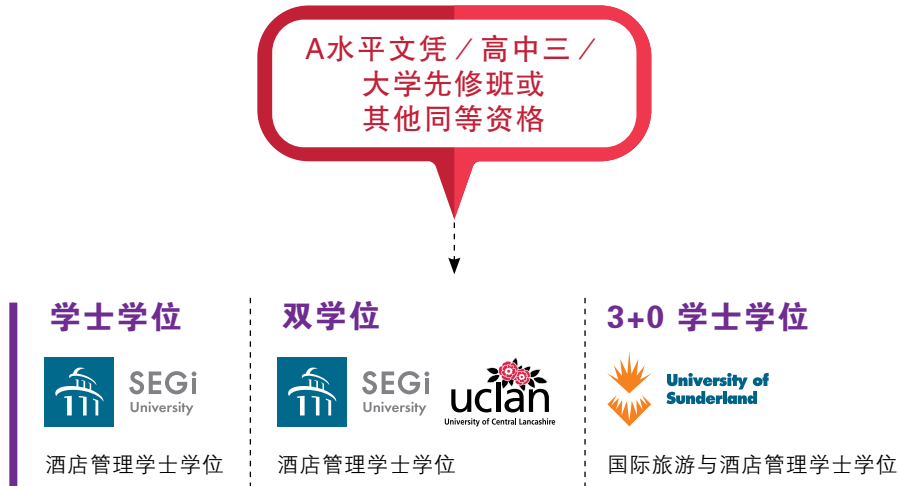 A水平文凭／高中三／
大学先修班或
其他同等资格
学士学位
SEGi
University
酒店管理学士学位
双学位
SEGi
University
uclan
University of Central Lancashire
酒店管理学士学位
3+0 学士学位
University of
Sunderland
国际旅游与酒店管理学士学位